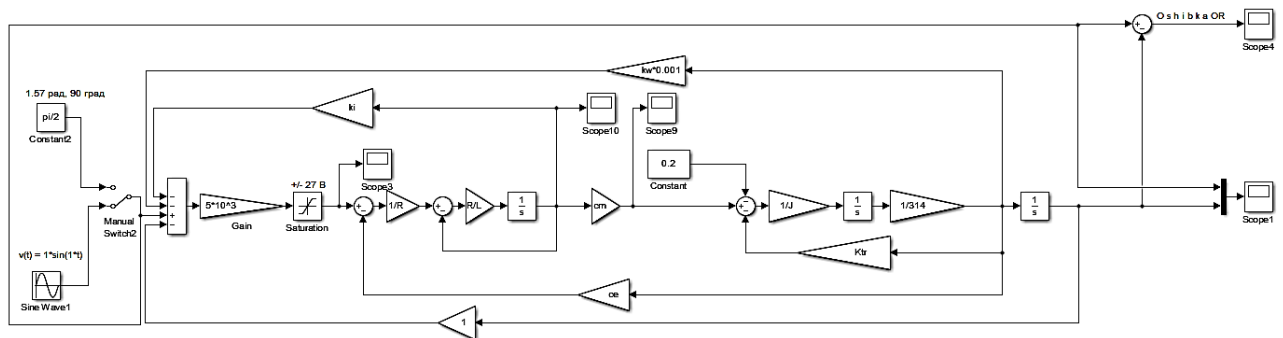 O s h i b k a OR
Scope4
kw*0.001
1.57 рад, 90 град
pi/2
Constant2
ki
Scope10
Scope9
Scope3
0.2
Constant
+/- 27 В
5*10^3
Gain
Saturation
1/R
R/L
1
s
cm
1/J
1
s
1/314
1
s
Scope1
Manual
Switch2
Ktr
v(t) = 1*sin(1*t)
Sine Wave1
ce
1